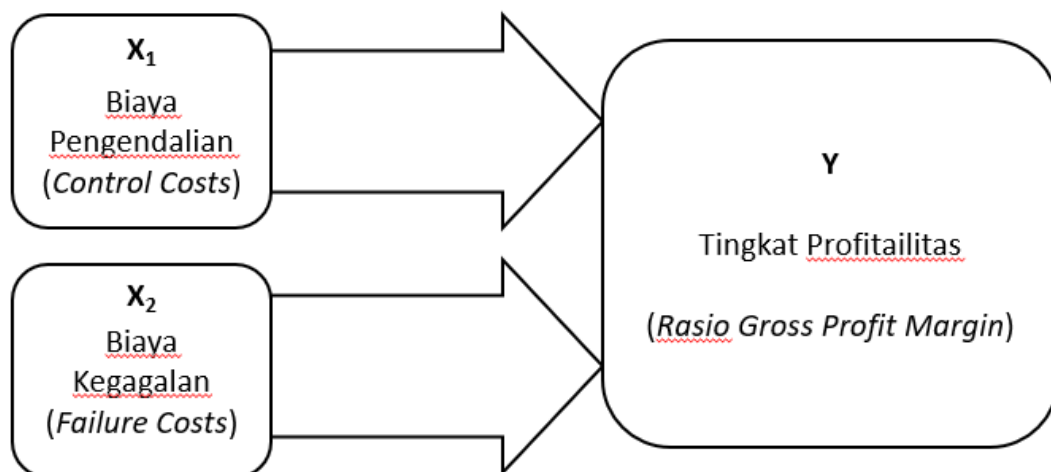 X₁
Biaya
Pengendalian
(Control Costs)
X₂
Biaya
Kegagalan
(Failure Costs)
Y
Tingkat Profitailitas
(Rasio Gross Profit Margin)